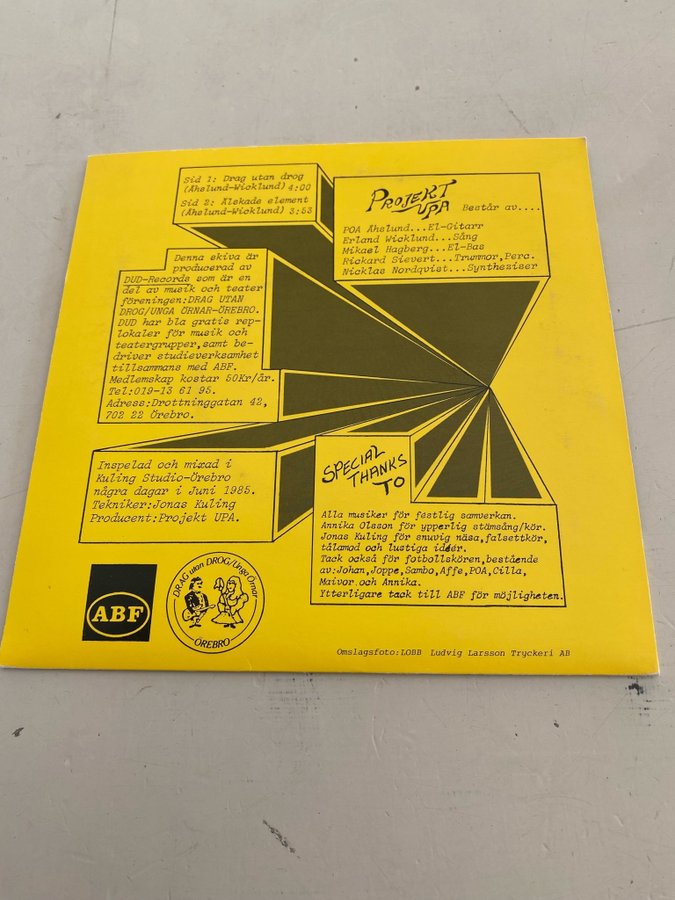 Sid 1: Drag utan drog
(Åhslund-Wicklund) 4:00
Sid 2: Älskade element
(Åhslund-Wicklund) 3:53
PROJEKT
UPA
Består av....
POA Åhslund...El-Gitarr
Erland Wicklund...Sång
Mikael Hagberg...El-Bas
Rickard Sievert...Trummor,Perc.
Nicklas Nordqvist...Syntheziser
Denna skiva är
producerad av
DUD-Records som är en
del av musik och teater
föreningen:DRAG UTAN
DROG/UNGA ÖRNAR-ÖREBRO.
DUD har bla gratis rep-
lokaler för musik och
teatergrupper,samt be-
driver studieverksamhet
tillsammans med ABF.
Medlemskap kostar 50Kr/år.
Tel:019-13 61 95.
Adress:Drottninggatan 42,
702 22 Örebro.
Inspelad och mixad i
Kuling Studio-Örebro
några dagar i Juni 1985.
Tekniker:Jonas Kuling
Producent:Projekt UPA.
SPECIAL
THANKS
TO
Alla musiker för festlig samverkan.
Annika Olsson för ypperlig stämsång/kör.
Jonas Kuling för snuvig näsa,falsettkör,
tålamod och lustiga idéer.
Tack också för fotbollskören,bestående
av:Johan,Joppe,Sambo,Affe,POA,Cilla,
Maivor och Annika.
Ytterligare tack till ABF för möjligheten.
ABF
DRAG utan DROG/Unga Örnar
ÖREBRO
Omslagsfoto:LOBB Ludvig Larsson Tryckeri AB